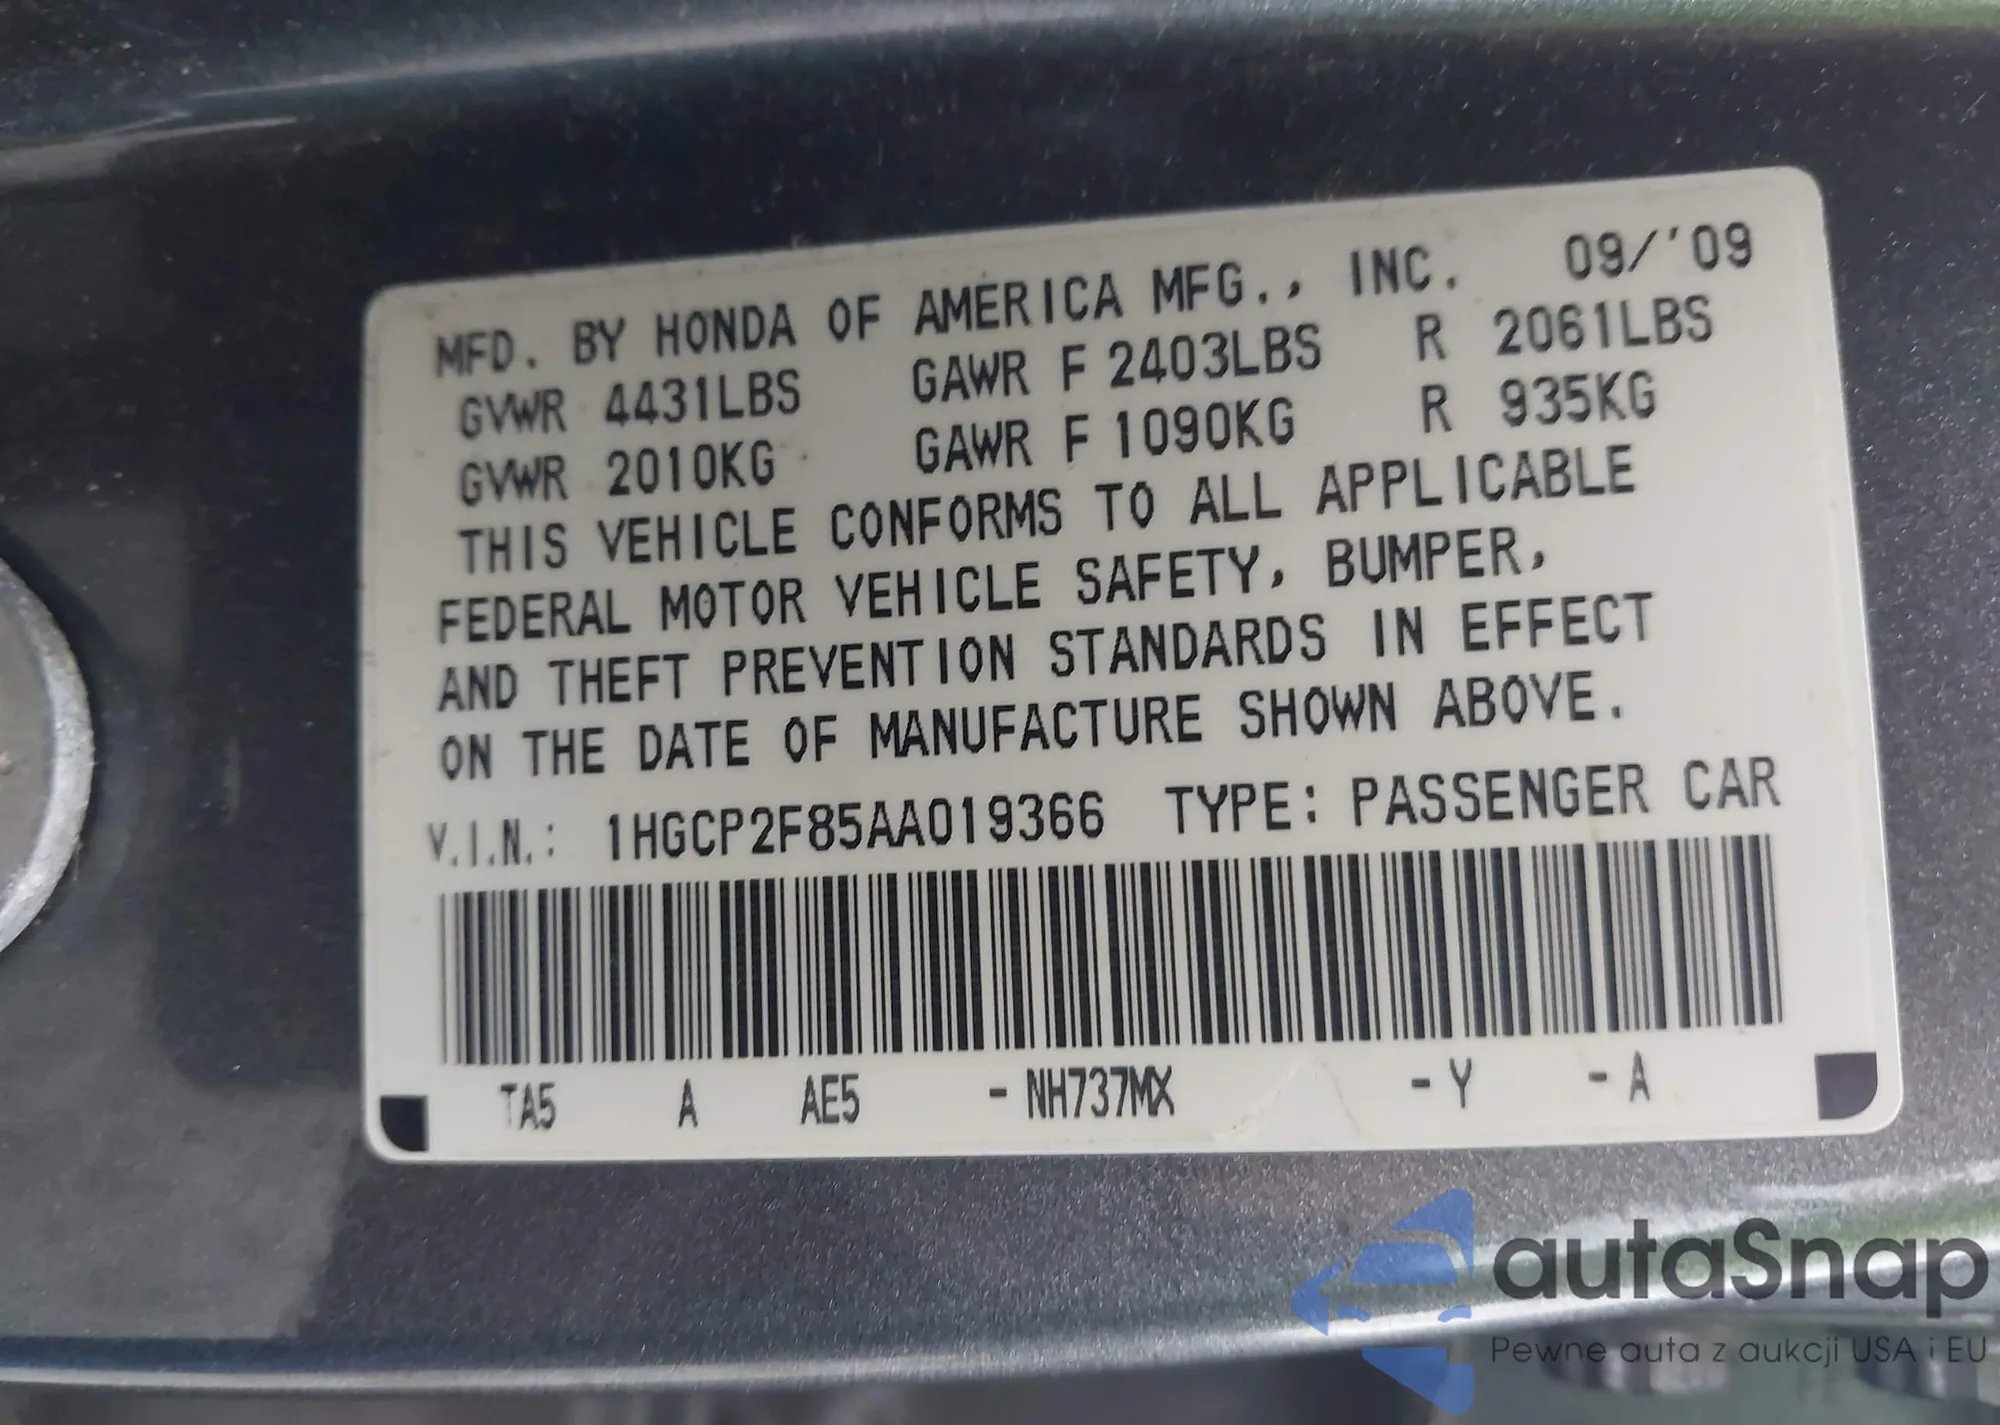 MFD. BY HONDA OF AMERICA MFG., INC. 09/'09
GVWR 4431LBS GAWR F 2403LBS R 2061LBS
GVWR 2010KG GAWR F 1090KG R 935KG
THIS VEHICLE CONFORMS TO ALL APPLICABLE
FEDERAL MOTOR VEHICLE SAFETY, BUMPER,
AND THEFT PREVENTION STANDARDS IN EFFECT
ON THE DATE OF MANUFACTURE SHOWN ABOVE.
V.I.N.: 1HGCP2F85AA019366 TYPE: PASSENGER CAR
TA5 A AE5 -NH737MX -Y -A
autaSnap
Pewne auta z aukcji USA i EU